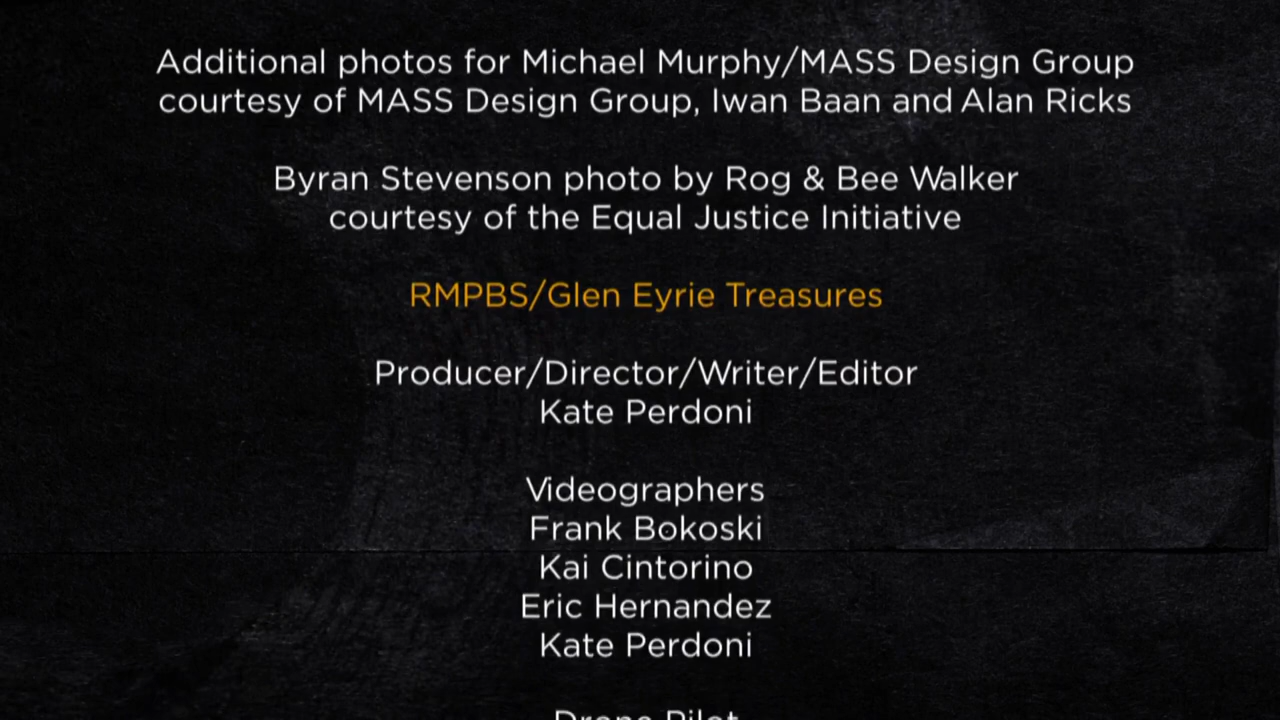 Additional photos for Michael Murphy/MASS Design Group
courtesy of MASS Design Group, Iwan Baan and Alan Ricks
Byran Stevenson photo by Rog & Bee Walker
courtesy of the Equal Justice Initiative
RMPBS/Glen Eyrie Treasures
Producer/Director/Writer/Editor
Kate Perdoni
Videographers
Frank Bokoski
Kai Cintorino
Eric Hernandez
Kate Perdoni
Drone Pilot